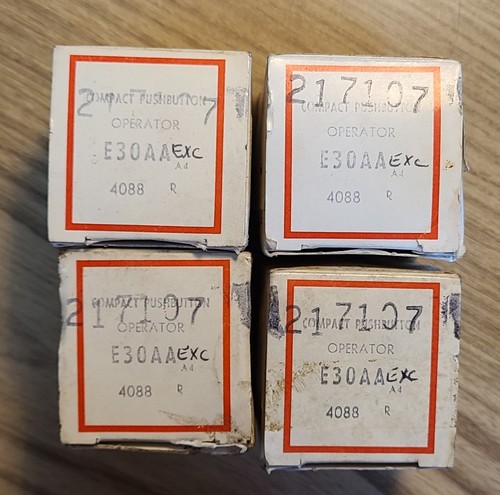 217107
COMPACT PUSHBUTTON
OPERATOR
E30AA EXC
A4
4088 R
217107
COMPACT PUSHBUTTON
OPERATOR
E30AA EXC
A4
4088 R
217107
COMPACT PUSHBUTTON
OPERATOR
E30AA EXC
A4
4088 R
217107
COMPACT PUSHBUTTON
OPERATOR
E30AA EXC
A4
4088 R